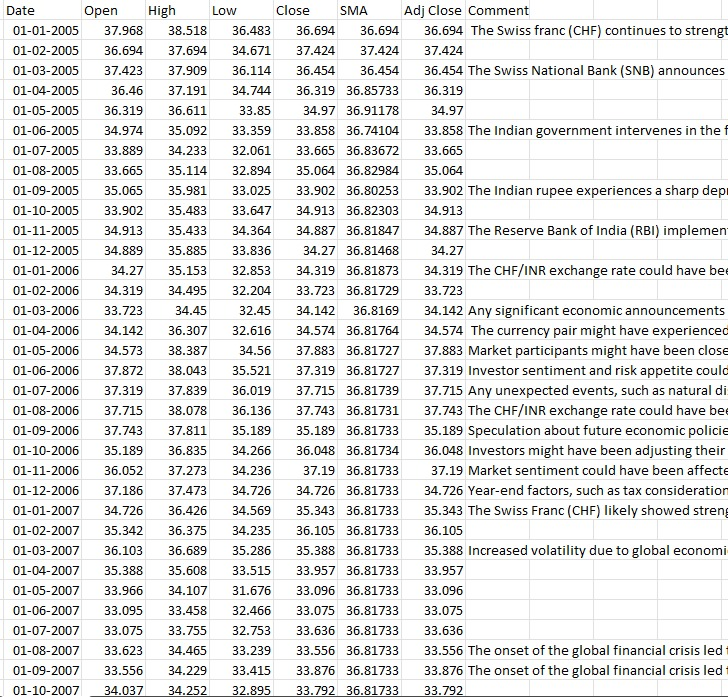 Date Open High Low Close SMA Adj Close Comment
01-01-2005 37.968 38.518 36.483 36.694 36.694 36.694 The Swiss franc (CHF) continues to strengt
01-02-2005 36.694 37.694 34.671 37.424 37.424 37.424
01-03-2005 37.423 37.909 36.114 36.454 36.454 36.454 The Swiss National Bank (SNB) announces
01-04-2005 36.46 37.191 34.744 36.319 36.85733 36.319
01-05-2005 36.319 36.611 33.85 34.97 36.91178 34.97
01-06-2005 34.974 35.092 33.359 33.858 36.74104 33.858 The Indian government intervenes in the f
01-07-2005 33.889 34.233 32.061 33.665 36.83672 33.665
01-08-2005 33.665 35.114 32.894 35.064 36.82984 35.064
01-09-2005 35.065 35.981 33.025 33.902 36.80253 33.902 The Indian rupee experiences a sharp depr
01-10-2005 33.902 35.483 33.647 34.913 36.82303 34.913
01-11-2005 34.913 35.433 34.364 34.887 36.81847 34.887 The Reserve Bank of India (RBI) implement
01-12-2005 34.889 35.885 33.836 34.27 36.81468 34.27
01-01-2006 34.27 35.153 32.853 34.319 36.81873 34.319 The CHF/INR exchange rate could have bee
01-02-2006 34.319 34.495 32.204 33.723 36.81729 33.723
01-03-2006 33.723 34.45 32.45 34.142 36.8169 34.142 Any significant economic announcements
01-04-2006 34.142 36.307 32.616 34.574 36.81764 34.574 The currency pair might have experienced
01-05-2006 34.573 38.387 34.56 37.883 36.81727 37.883 Market participants might have been close
01-06-2006 37.872 38.043 35.521 37.319 36.81727 37.319 Investor sentiment and risk appetite could
01-07-2006 37.319 37.839 36.019 37.715 36.81739 37.715 Any unexpected events, such as natural di
01-08-2006 37.715 38.078 36.136 37.743 36.81731 37.743 The CHF/INR exchange rate could have bee
01-09-2006 37.743 37.811 35.189 35.189 36.81733 35.189 Speculation about future economic policie
01-10-2006 35.189 36.835 34.266 36.048 36.81734 36.048 Investors might have been adjusting their
01-11-2006 36.052 37.273 34.236 37.19 36.81733 37.19 Market sentiment could have been affecte
01-12-2006 37.186 37.473 34.726 34.726 36.81733 34.726 Year-end factors, such as tax consideration
01-01-2007 34.726 36.426 34.569 35.343 36.81733 35.343 The Swiss Franc (CHF) likely showed streng
01-02-2007 35.342 36.375 34.235 36.105 36.81733 36.105
01-03-2007 36.103 36.689 35.286 35.388 36.81733 35.388 Increased volatility due to global economi
01-04-2007 35.388 35.608 33.515 33.957 36.81733 33.957
01-05-2007 33.966 34.107 31.676 33.096 36.81733 33.096
01-06-2007 33.095 33.458 32.466 33.075 36.81733 33.075
01-07-2007 33.075 33.755 32.753 33.636 36.81733 33.636
01-08-2007 33.623 34.465 33.239 33.556 36.81733 33.556 The onset of the global financial crisis led t
01-09-2007 33.556 34.229 33.415 33.876 36.81733 33.876 The onset of the global financial crisis led t
01-10-2007 34.037 34.252 32.895 33.792 36.81733 33.792